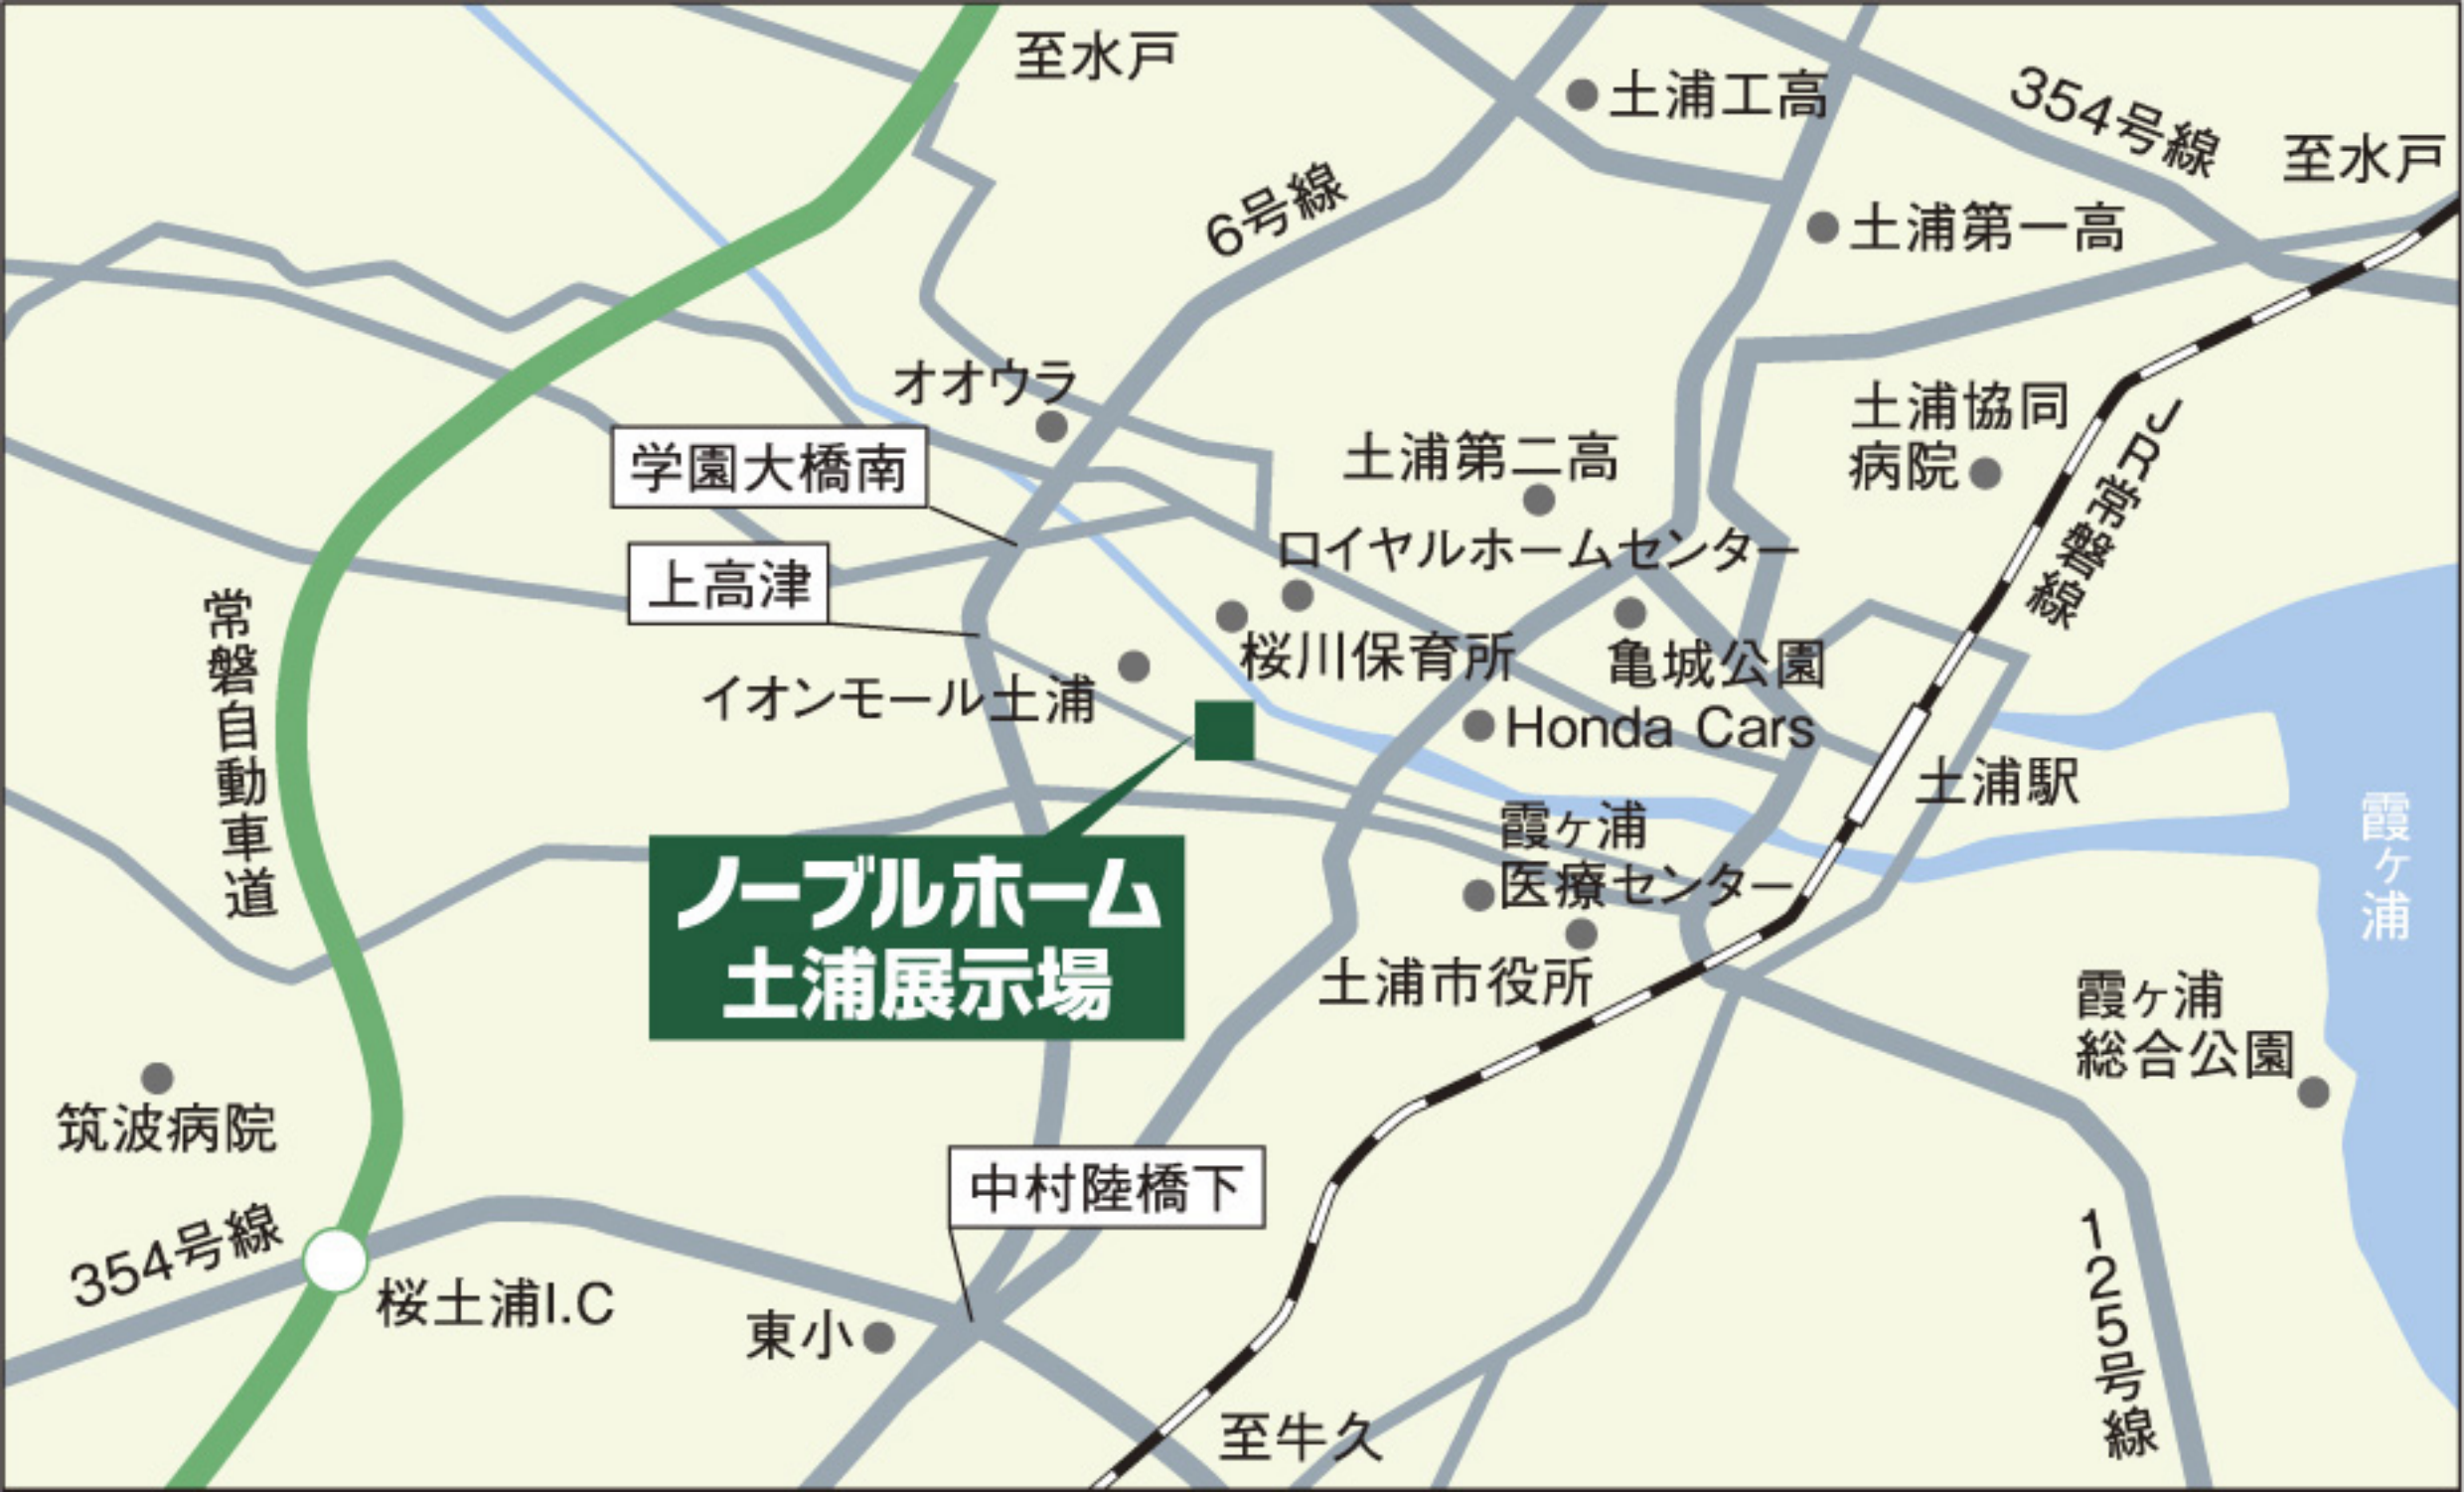 至水戸
土浦工高
354号線
至水戸
6号線
土浦第一高
オオウラ
土浦協同
病院
JR常磐線
学園大橋南
土浦第二高
ロイヤルホームセンター
上高津
常磐自動車道
桜川保育所
亀城公園
イオンモール土浦
Honda Cars
土浦駅
霞ヶ浦
霞ヶ浦
医療センター
ノーブルホーム
土浦展示場
土浦市役所
霞ヶ浦
総合公園
筑波病院
中村陸橋下
354号線
125号線
桜土浦I.C
東小
至牛久